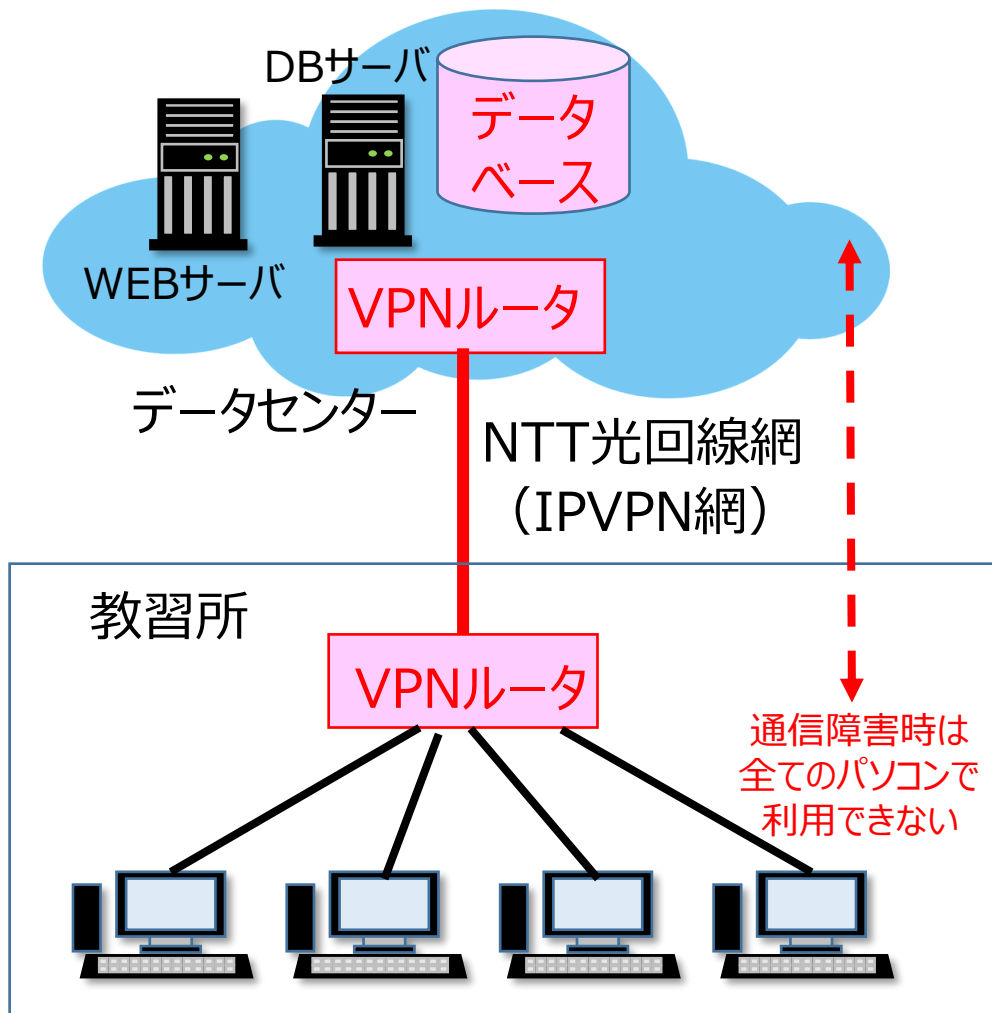 DBサーバ
データ
ベース
WEBサーバ
VPNルータ
データセンター
NTT光回線網
（IPVPN網）
教習所
VPNルータ
通信障害時は
全てのパソコンで
利用できない